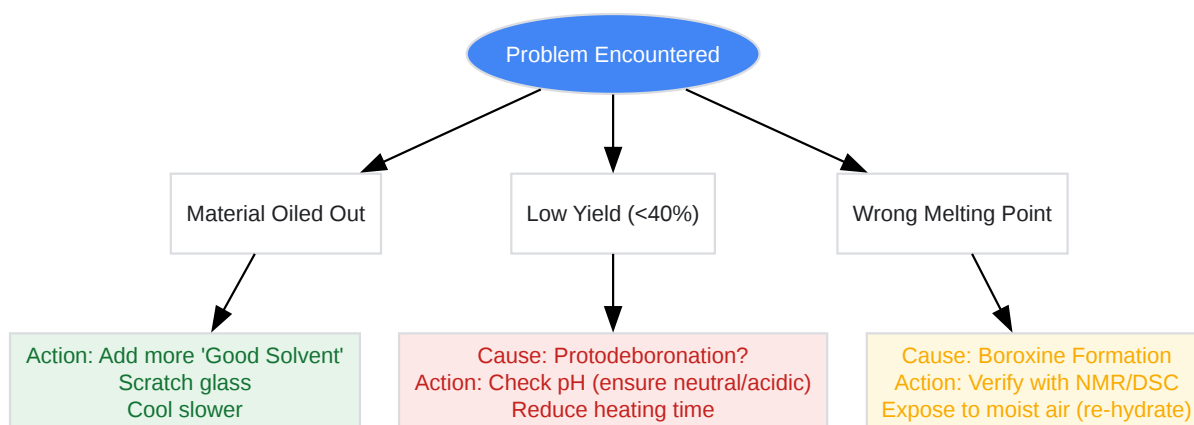 Problem Encountered
Material Oiled Out
Low Yield (<40%)
Wrong Melting Point
Action: Add more 'Good Solvent'
Scratch glass
Cool slower
Cause: Protodeboronation?
Action: Check pH (ensure neutral/acidic)
Reduce heating time
Cause: Boroxine Formation
Action: Verify with NMR/DSC
Expose to moist air (re-hydrate)